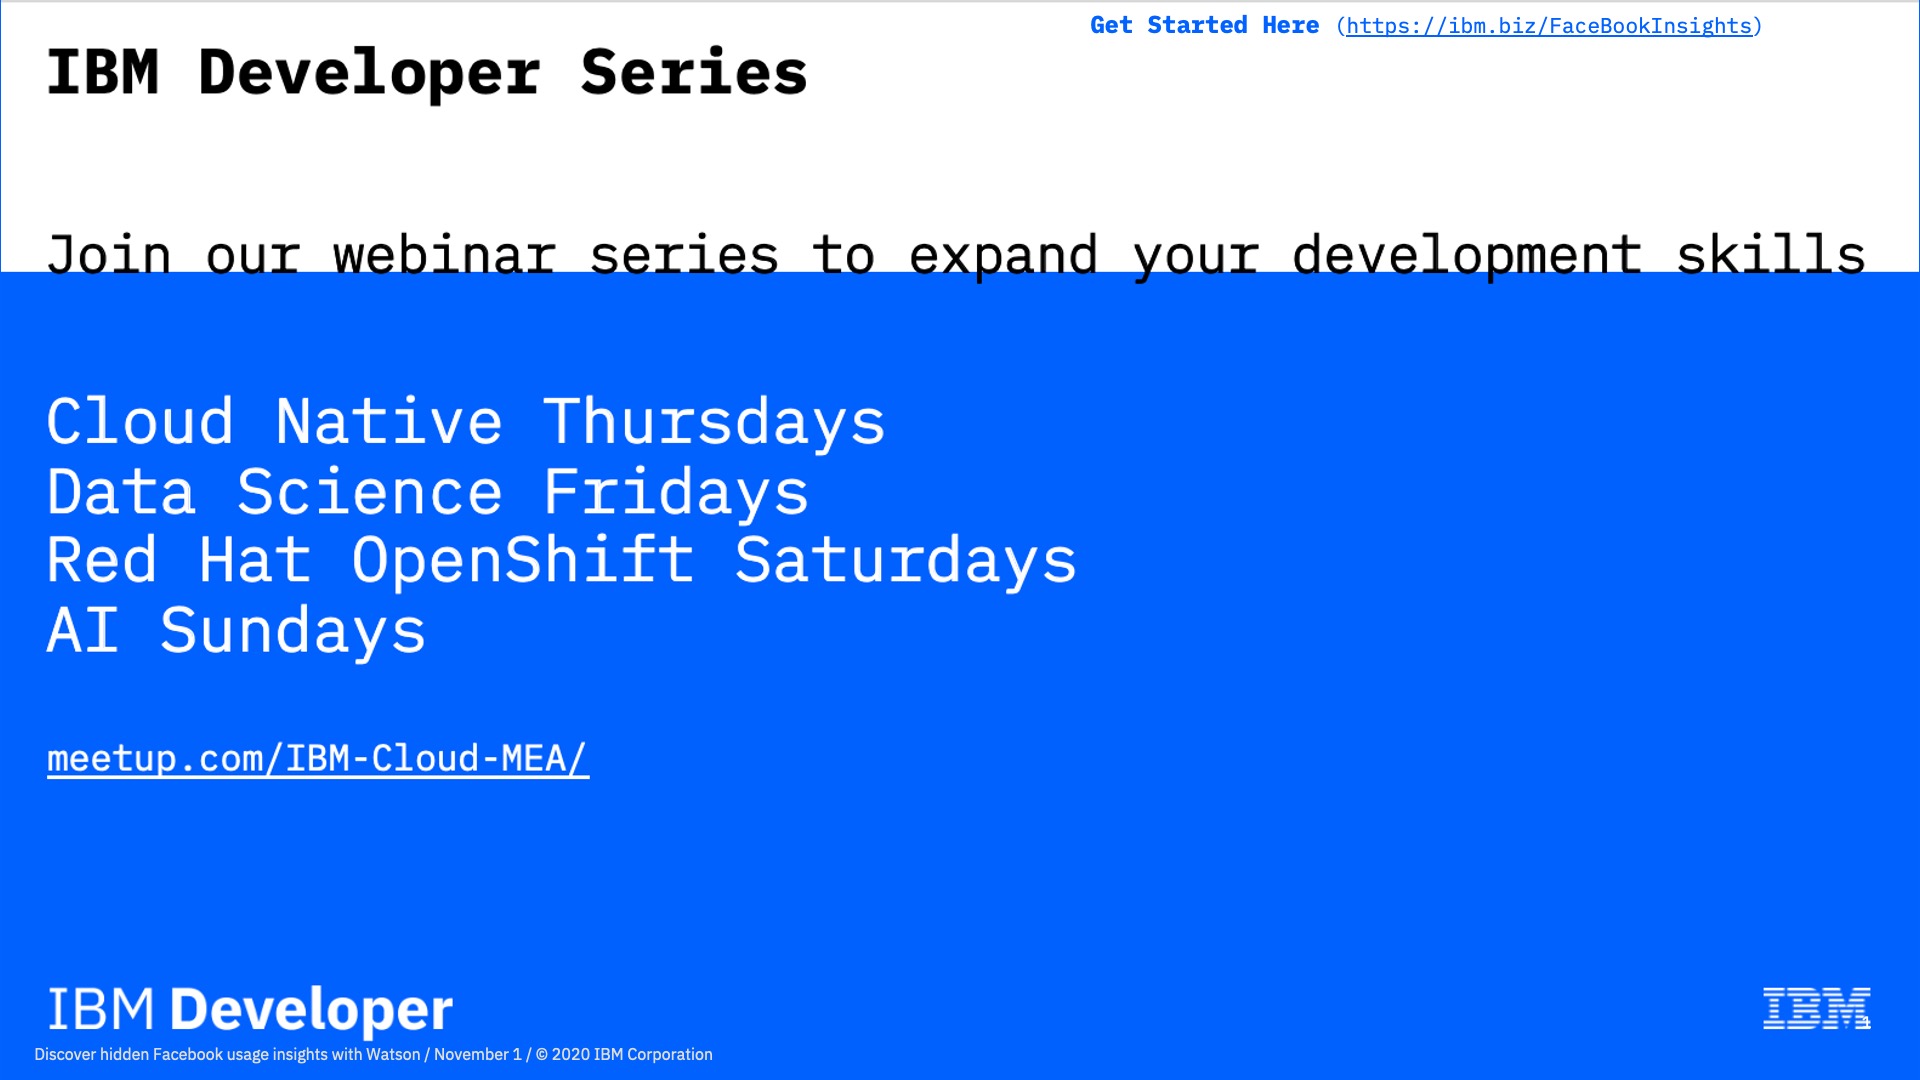 Get Started Here (https://ibm.biz/FaceBookInsights)
IBM Developer Series
Join our webinar series to expand your development skills
Cloud Native Thursdays
Data Science Fridays
Red Hat OpenShift Saturdays
AI Sundays
meetup.com/IBM-Cloud-MEA/
IBM Developer
IBM
Discover hidden Facebook usage insights with Watson / November 1 / © 2020 IBM Corporation